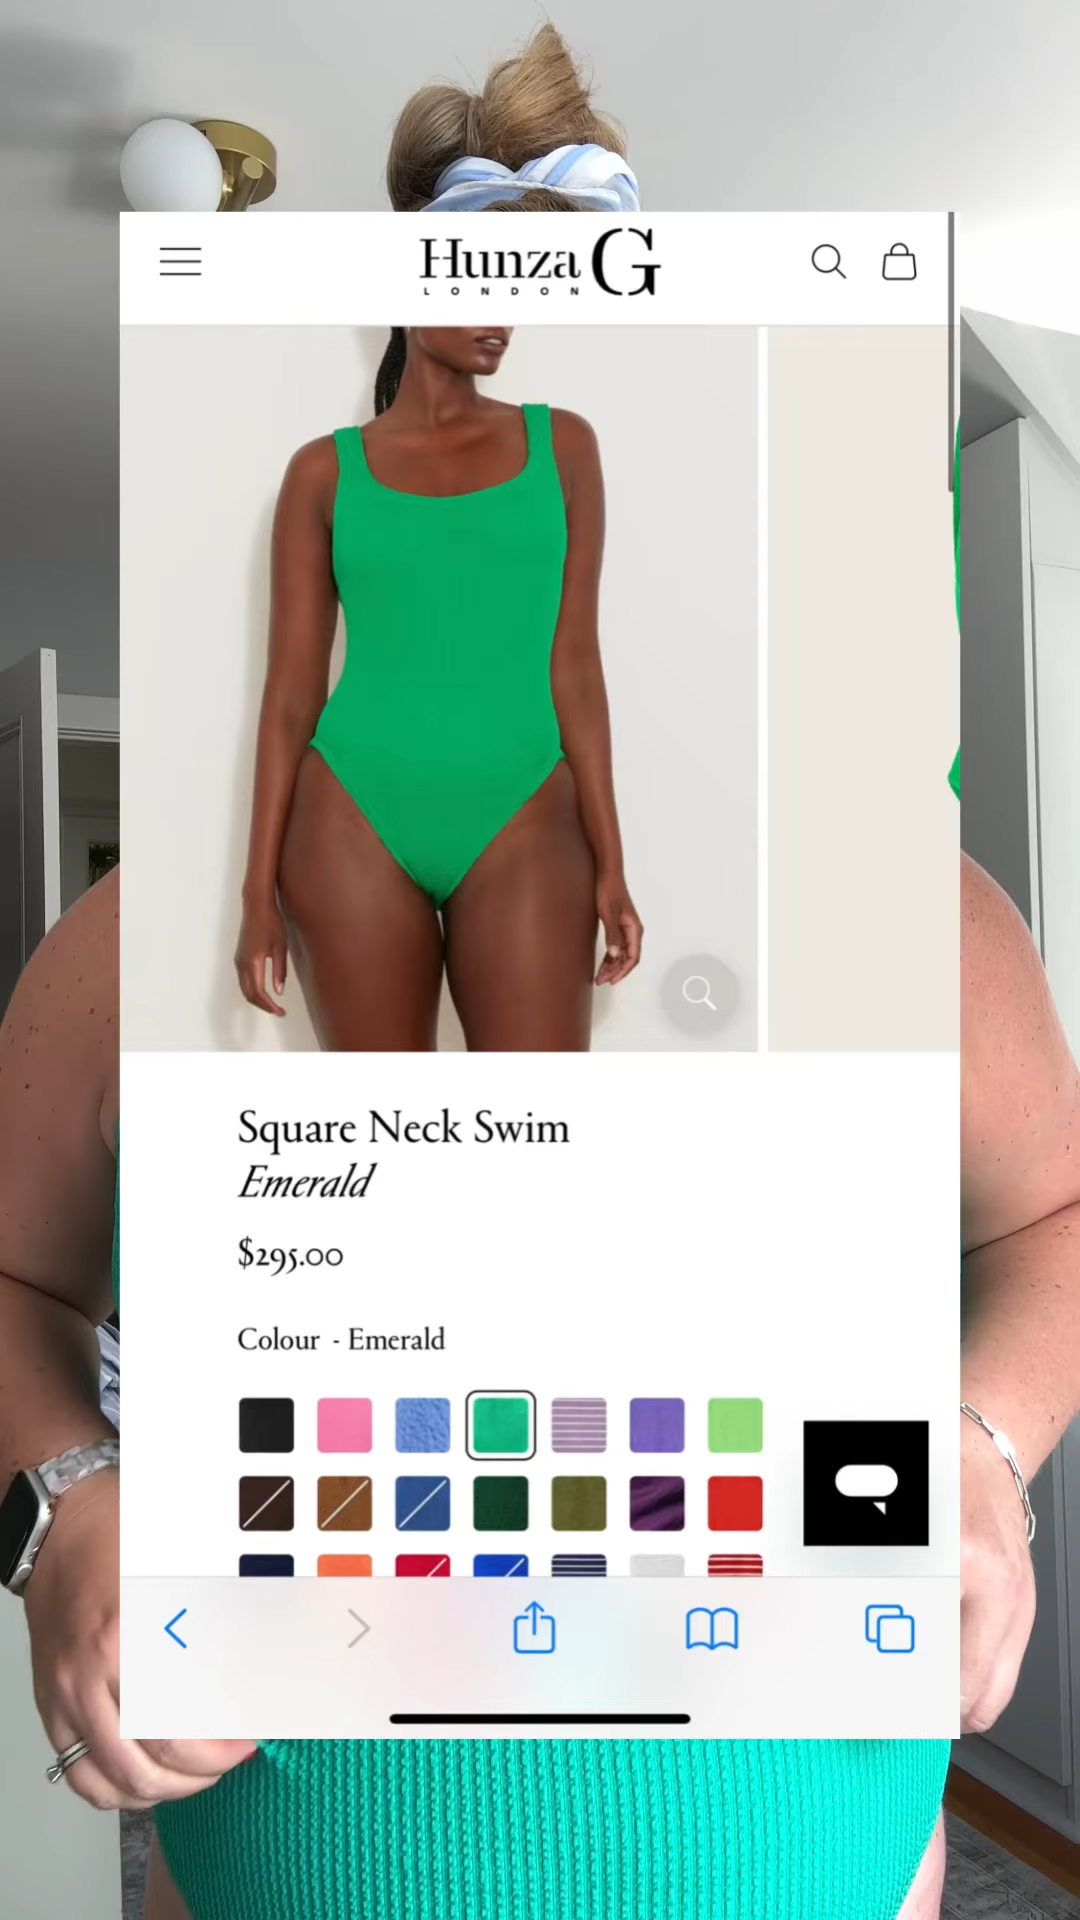 Hunza G
LONDON
Square Neck Swim
Emerald
$295.00
Colour - Emerald